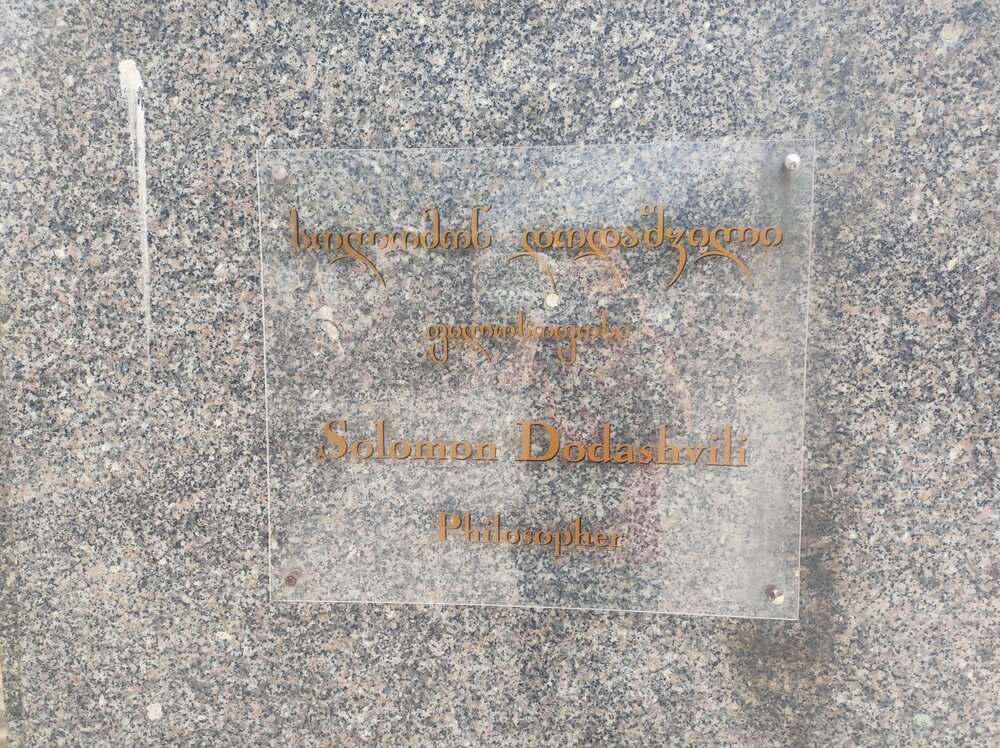 სოლომონ დოდაშვილი
ფილოსოფოსი
Solomon Dodashvili
Philosopher